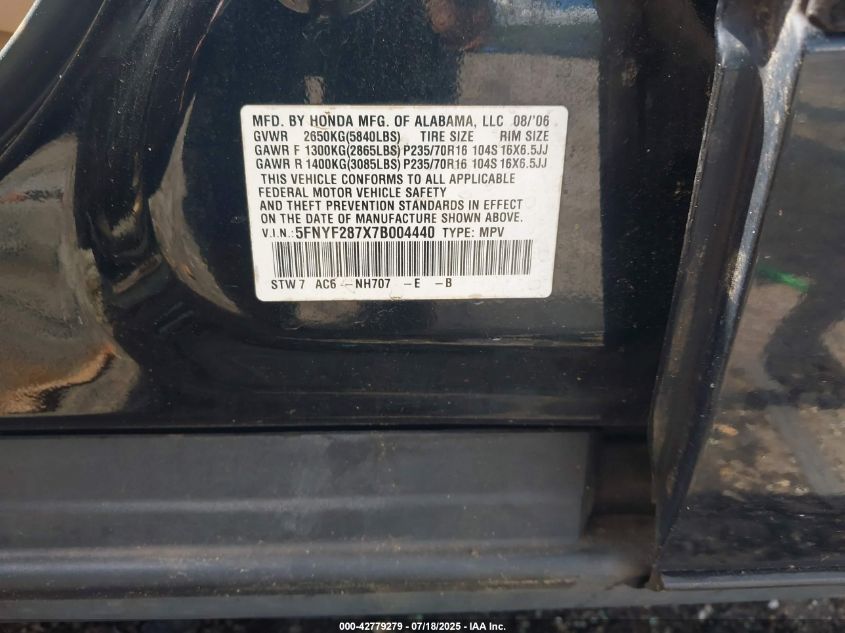 MFD. BY HONDA MFG. OF ALABAMA, LLC 08/'06
GVWR 2650KG(5840LBS) TIRE SIZE RIM SIZE
GAWR F 1300KG(2865LBS) P235/70R16 104S 16X6.5JJ
GAWR R 1400KG(3085LBS) P235/70R16 104S 16X6.5JJ
THIS VEHICLE CONFORMS TO ALL APPLICABLE
FEDERAL MOTOR VEHICLE SAFETY
AND THEFT PREVENTION STANDARDS IN EFFECT
ON THE DATE OF MANUFACTURE SHOWN ABOVE.
V.I.N.: 5FNYF287X7B004440 TYPE: MPV
STW7 AC6--NH707 -E -B
000-42779279 - 07/18/2025 - IAA Inc.